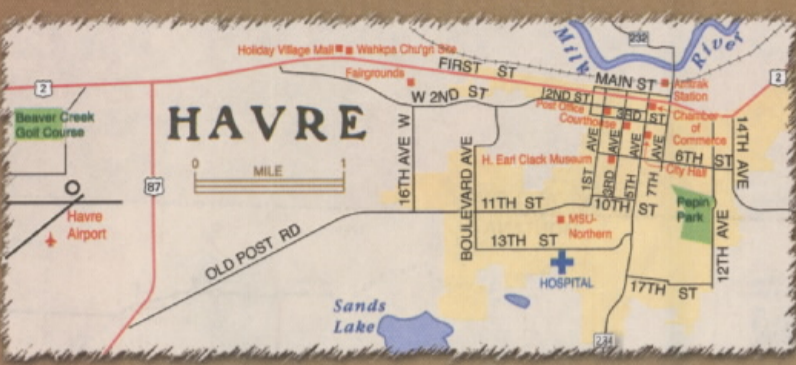 232
Milk
River
Holiday Village Mall
Wahkpa Chu'gn Site
FIRST ST
MAIN ST
2
2
Fairgrounds
Amtrak
Station
W 2ND ST
2ND ST
Post Office
3RD ST
Courthouse
Chamber
of
Commerce
Beaver Creek
Golf Course
HAVRE
16TH AVE W
BOULEVARD AVE
14TH AVE
0 MILE 1
H. Earl Clack Museum
1ST AVE
3RD AVE
5TH AVE
7TH AVE
6TH ST
City Hall
87
11TH ST
10TH ST
Pepin
Park
12TH AVE
Havre
Airport
MSU-
Northern
OLD POST RD
13TH ST
HOSPITAL
17TH ST
Sands
Lake
234